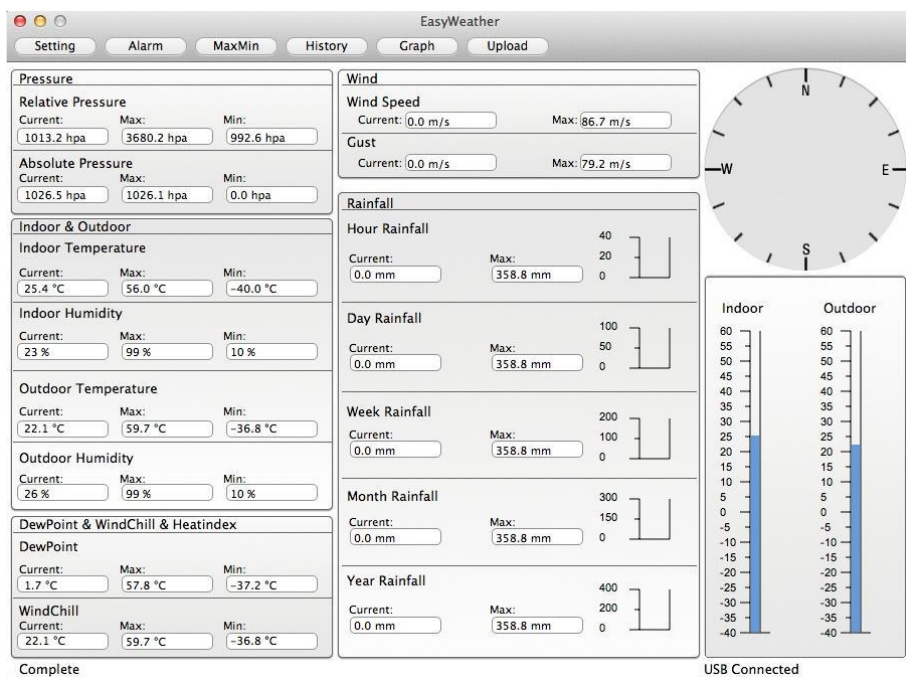 EasyWeather
Setting Alarm MaxMin History Graph Upload
Pressure
Relative Pressure
Current: Max: Min:
1013.2 hpa 3680.2 hpa 992.6 hpa
Absolute Pressure
Current: Max: Min:
1026.5 hpa 1026.1 hpa 0.0 hpa
Indoor & Outdoor
Indoor Temperature
Current: Max: Min:
25.4 °C 56.0 °C -40.0 °C
Indoor Humidity
Current: Max: Min:
23 % 99 % 10 %
Outdoor Temperature
Current: Max: Min:
22.1 °C 59.7 °C -36.8 °C
Outdoor Humidity
Current: Max: Min:
26 % 99 % 10 %
DewPoint & WindChill & Heatindex
DewPoint
Current: Max: Min:
1.7 °C 57.8 °C -37.2 °C
WindChill
Current: Max: Min:
22.1 °C 59.7 °C -36.8 °C
Complete
Wind
Wind Speed
Current: 0.0 m/s Max: 86.7 m/s
Gust
Current: 0.0 m/s Max: 79.2 m/s
Rainfall
Hour Rainfall
Current: Max:
0.0 mm 358.8 mm
40
20
0
Day Rainfall
Current: Max:
0.0 mm 358.8 mm
100
50
0
Week Rainfall
Current: Max:
0.0 mm 358.8 mm
200
100
0
Month Rainfall
Current: Max:
0.0 mm 358.8 mm
300
150
0
Year Rainfall
Current: Max:
0.0 mm 358.8 mm
400
200
0
N
W E
S
Indoor Outdoor
60 60
55 55
50 50
45 45
40 40
35 35
30 30
25 25
20 20
15 15
10 10
5 5
0 0
-5 -5
-10 -10
-15 -15
-20 -20
-25 -25
-30 -30
-35 -35
-40 -40
USB Connected